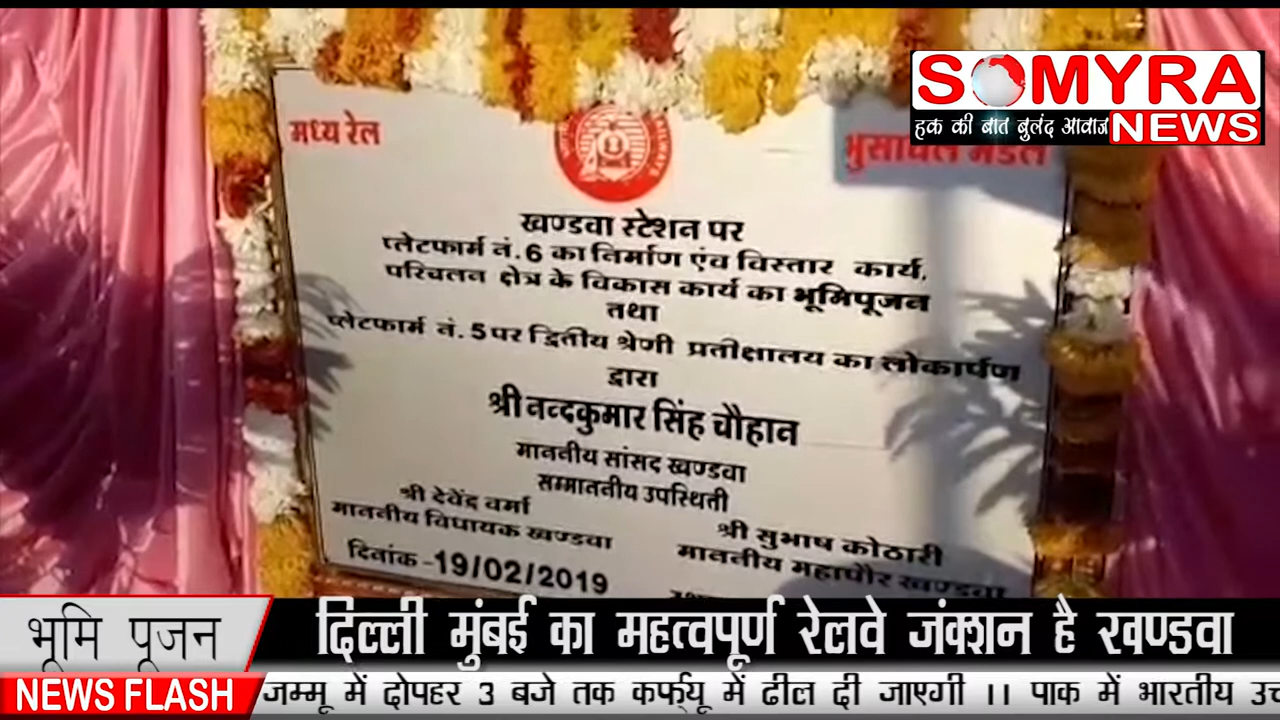 SOMYRA
हक की बात बुलंद आवाज
NEWS
मध्य रेल
भुसावल मंडल
खण्डवा स्टेशन पर
प्लेटफार्म नं. 6 का निर्माण एंव विस्तार कार्य,
परिचलन क्षेत्र के विकास कार्य का भूमिपूजन
तथा
प्लेटफार्म नं. 5 पर द्वितीय श्रेणी प्रतीक्षालय का लोकार्पण
द्वारा
श्री नन्दकुमार सिंह चौहान
माननीय सांसद खण्डवा
सम्माननीय उपस्थिती
श्री देवेंद्र वर्मा
माननीय विधायक खण्डवा
श्री सुभाष कोठारी
माननीय महापौर खण्डवा
दिनांक -19/02/2019
भूमि पूजन
दिल्ली मुंबई का महत्वपूर्ण रेलवे जंक्शन है खण्डवा
NEWS FLASH
जम्मू में दोपहर 3 बजे तक कर्फ्यू में ढील दी जाएगी ।। पाक में भारतीय उच